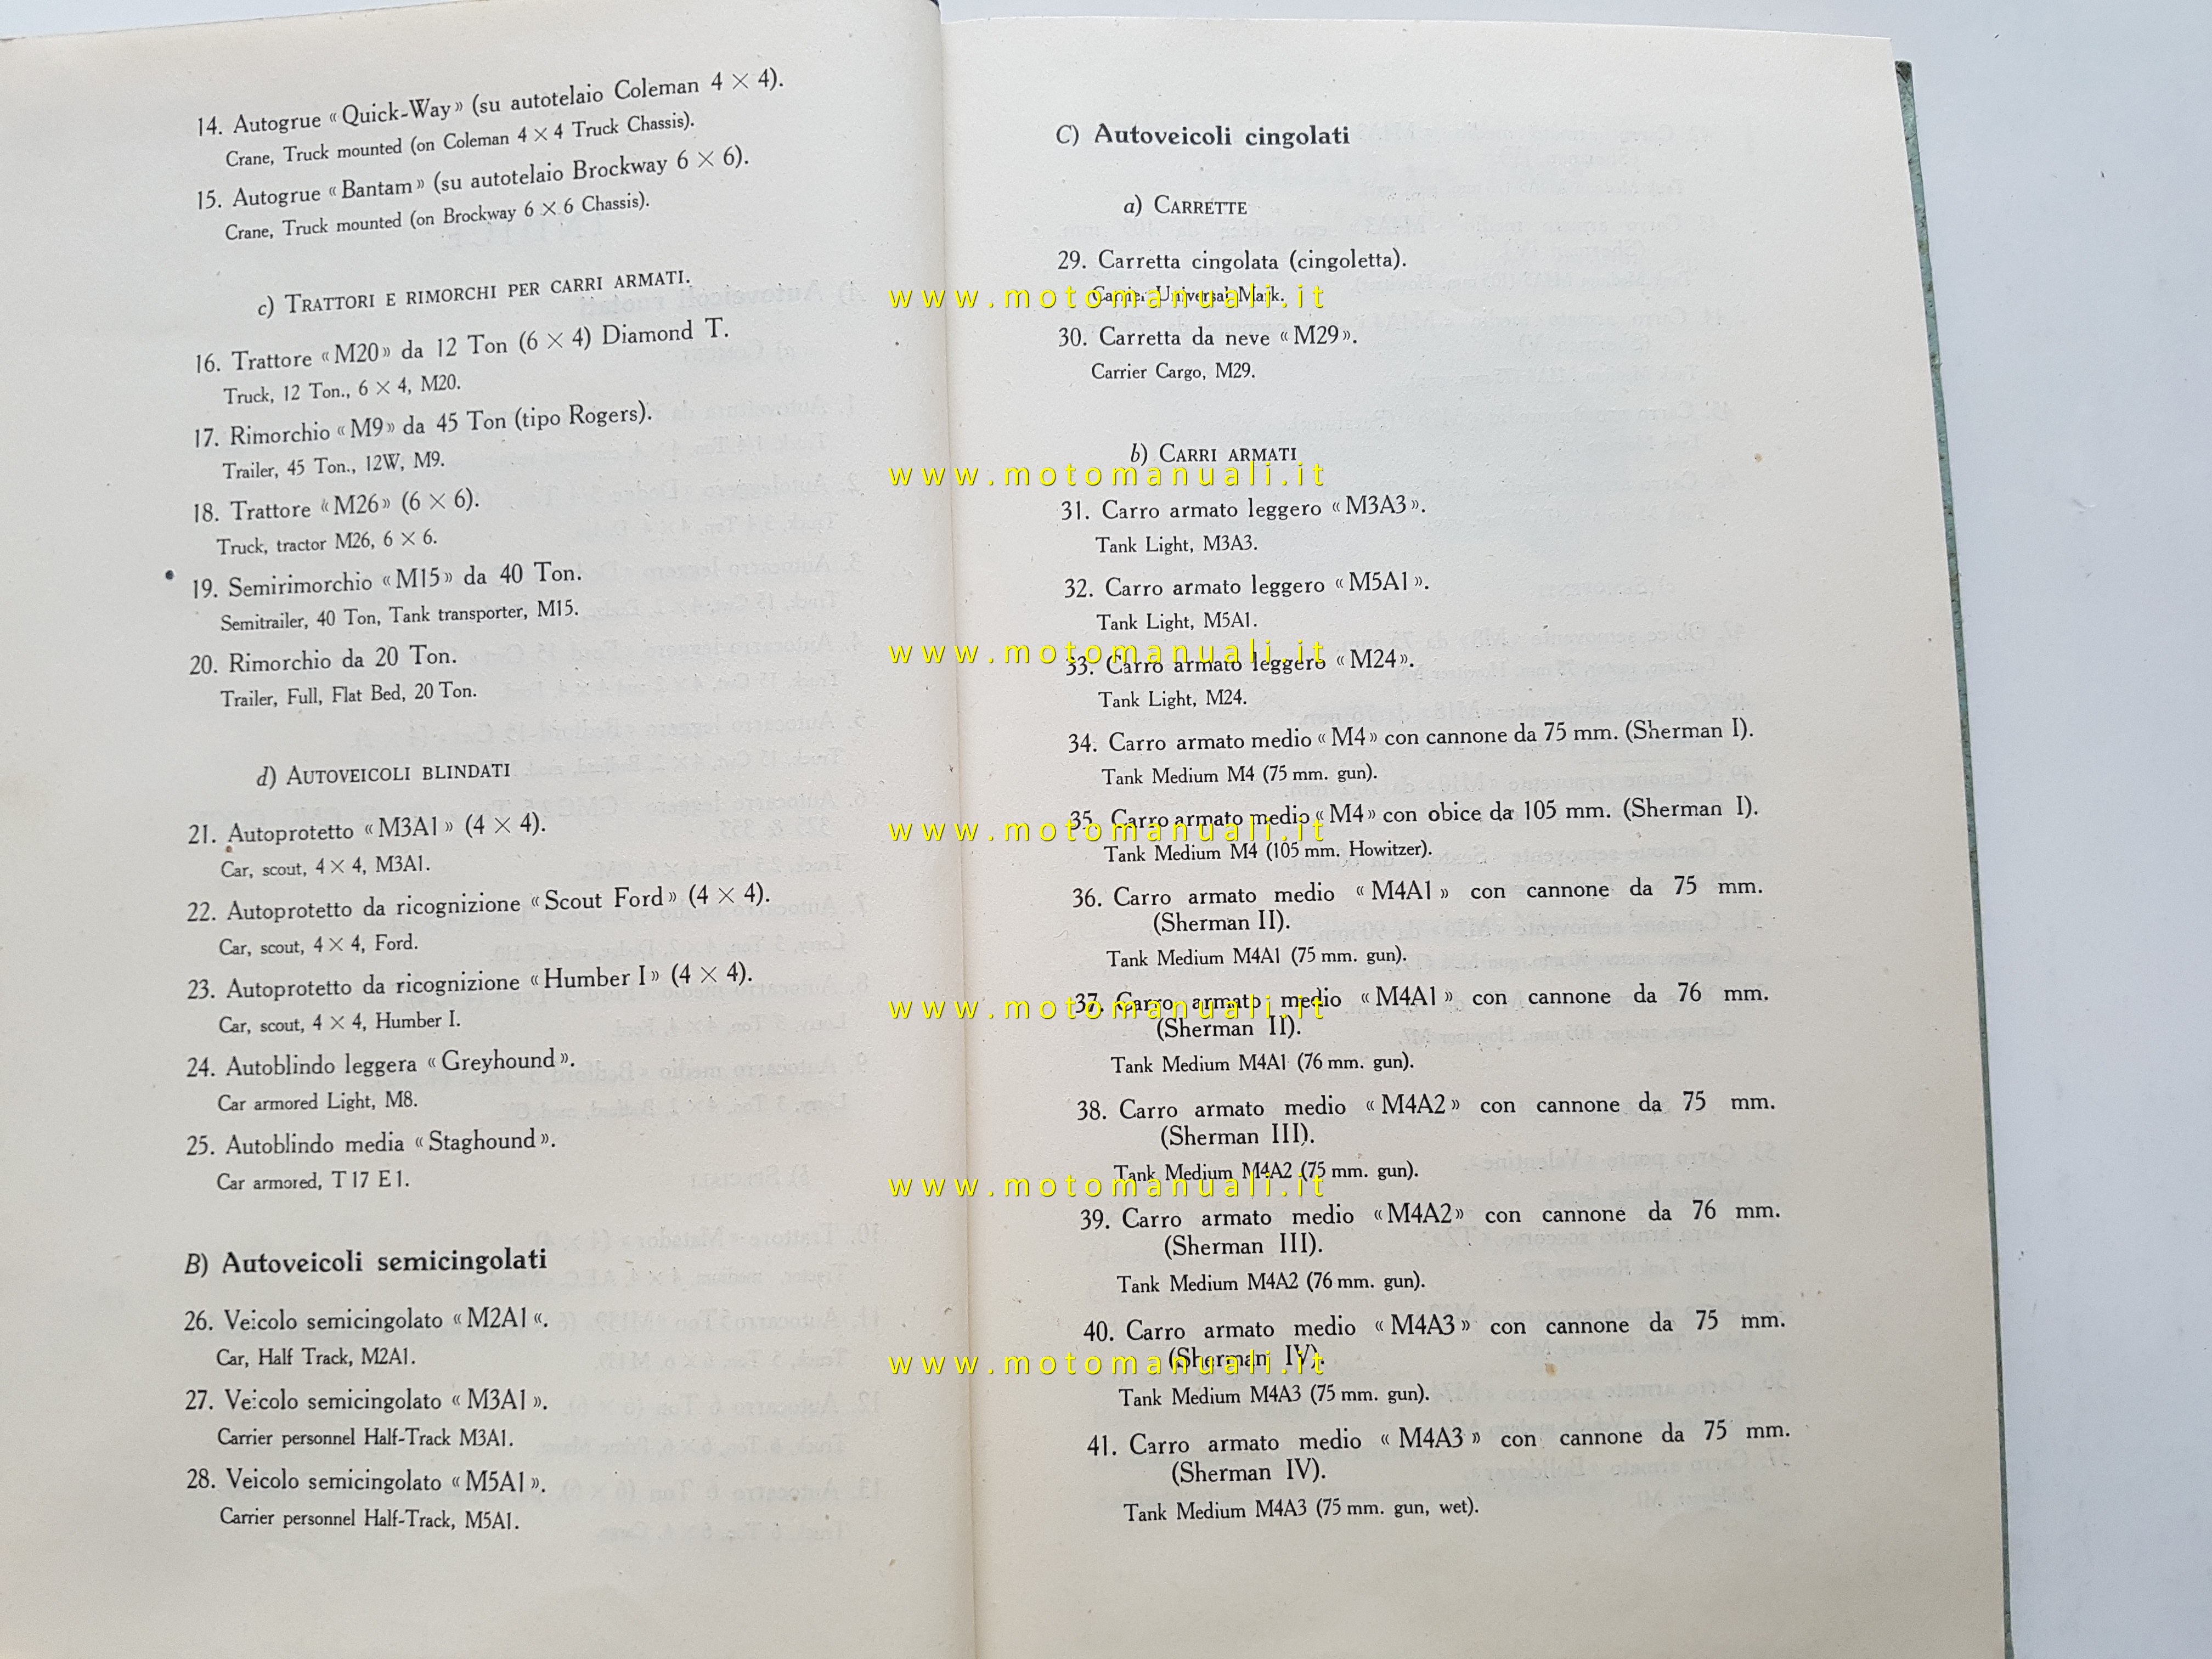 14. Autogrue « Quick-Way » (su autotelaio Coleman 4 × 4).
Crane, Truck mounted (on Coleman 4 × 4 Truck Chassis).
15. Autogrue « Bantam » (su autotelaio Brockway 6 × 6).
Crane, Truck mounted (on Brockway 6 × 6 Chassis).
c) TRATTORI E RIMORCHI PER CARRI ARMATI.
16. Trattore « M20 » da 12 Ton (6 × 4) Diamond T.
Truck, 12 Ton., 6 × 4, M20.
17. Rimorchio « M9 » da 45 Ton (tipo Rogers).
Trailer, 45 Ton., 12W, M9.
18. Trattore « M26 » (6 × 6).
Truck, tractor M26, 6 × 6.
19. Semirimorchio « M15 » da 40 Ton.
Semitrailer, 40 Ton, Tank transporter, M15.
20. Rimorchio da 20 Ton.
Trailer, Full, Flat Bed, 20 Ton.
d) AUTOVEICOLI BLINDATI
21. Autoprotetto « M3A1 » (4 × 4).
Car, scout, 4 × 4, M3A1.
22. Autoprotetto da ricognizione « Scout Ford » (4 × 4).
Car, scout, 4 × 4, Ford.
23. Autoprotetto da ricognizione « Humber I » (4 × 4).
Car, scout, 4 × 4, Humber I.
24. Autoblindo leggera « Greyhound ».
Car armored Light, M8.
25. Autoblindo media « Staghound ».
Car armored, T 17 E 1.
B) Autoveicoli semicingolati
26. Veicolo semicingolato « M2A1 «.
Car, Half Track, M2A1.
27. Veicolo semicingolato « M3A1 ».
Carrier personnel Half-Track M3A1.
28. Veicolo semicingolato « M5A1 ».
Carrier personnel Half-Track, M5A1.
C) Autoveicoli cingolati
a) CARRETTE
29. Carretta cingolata (cingoletta).
Carrier Universal Mark.
www.motomanuali.it
30. Carretta da neve « M29 ».
Carrier Cargo, M29.
b) CARRI ARMATI
www.motomanuali.it
31. Carro armato leggero « M3A3 ».
Tank Light, M3A3.
32. Carro armato leggero « M5A1 ».
Tank Light, M5A1.
www.motomanuali.it
33. Carro armato leggero « M24 ».
Tank Light, M24.
34. Carro armato medio « M4 » con cannone da 75 mm. (Sherman I).
Tank Medium M4 (75 mm. gun).
35. Carro armato medio « M4 » con obice da 105 mm. (Sherman I).
www.motomanuali.it
Tank Medium M4 (105 mm. Howitzer).
36. Carro armato medio « M4A1 » con cannone da 75 mm.
(Sherman II).
Tank Medium M4A1 (75 mm. gun).
37. Carro armato medio « M4A1 » con cannone da 76 mm.
www.motomanuali.it
(Sherman II).
Tank Medium M4A1 (76 mm. gun).
38. Carro armato medio « M4A2 » con cannone da 75 mm.
(Sherman III).
Tank Medium M4A2 (75 mm. gun).
www.motomanuali.it
39. Carro armato medio « M4A2 » con cannone da 76 mm.
(Sherman III).
Tank Medium M4A2 (76 mm. gun).
40. Carro armato medio « M4A3 » con cannone da 75 mm.
(Sherman IV).
www.motomanuali.it
Tank Medium M4A3 (75 mm. gun).
41. Carro armato medio « M4A3 » con cannone da 75 mm.
(Sherman IV).
Tank Medium M4A3 (75 mm. gun, wet).